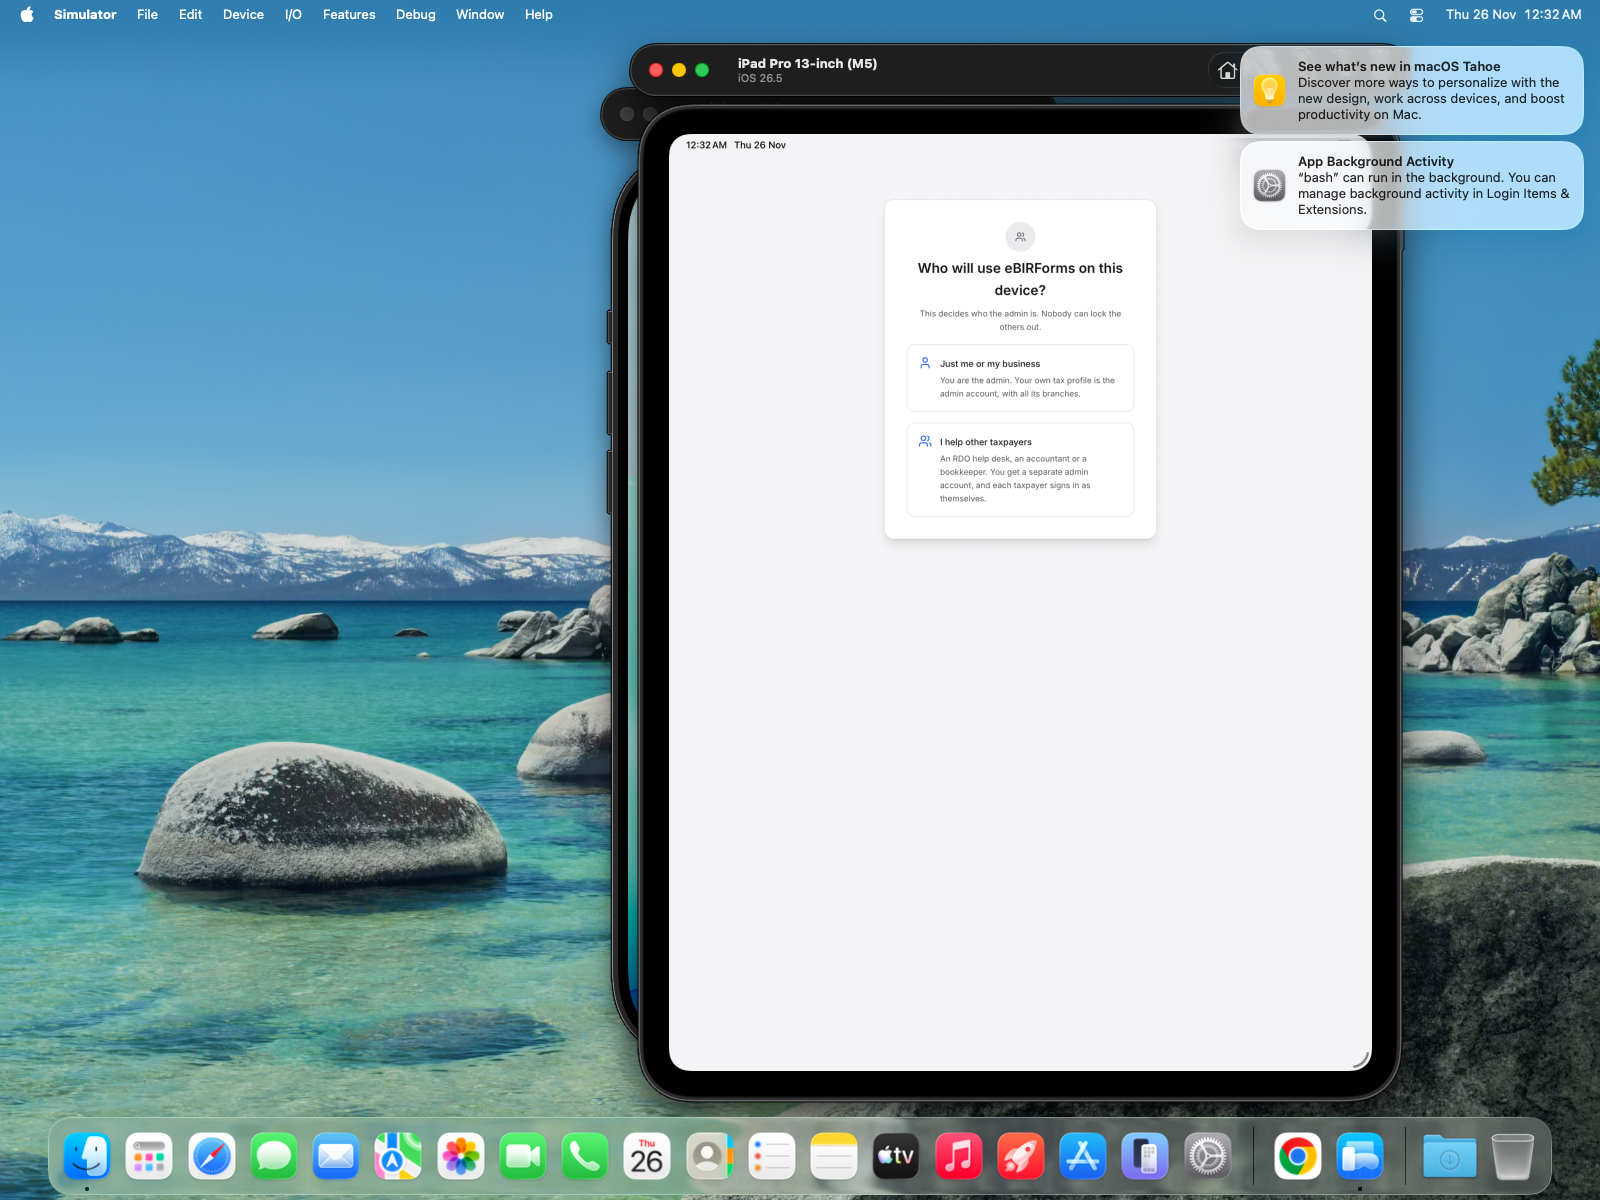 Simulator File Edit Device I/O Features Debug Window Help
Thu 26 Nov 12:32 AM
iPad Pro 13-inch (M5)
iOS 26.5
See what's new in macOS Tahoe
Discover more ways to personalize with the
new design, work across devices, and boost
productivity on Mac.
App Background Activity
“bash” can run in the background. You can
manage background activity in Login Items &
Extensions.
12:32 AM Thu 26 Nov
Who will use eBIRForms on this
device?
This decides who the admin is. Nobody can lock the
others out.
Just me or my business
You are the admin. Your own tax profile is the
admin account, with all its branches.
I help other taxpayers
An RDO help desk, an accountant or a
bookkeeper. You get a separate admin
account, and each taxpayer signs in as
themselves.
Thu
26
tv